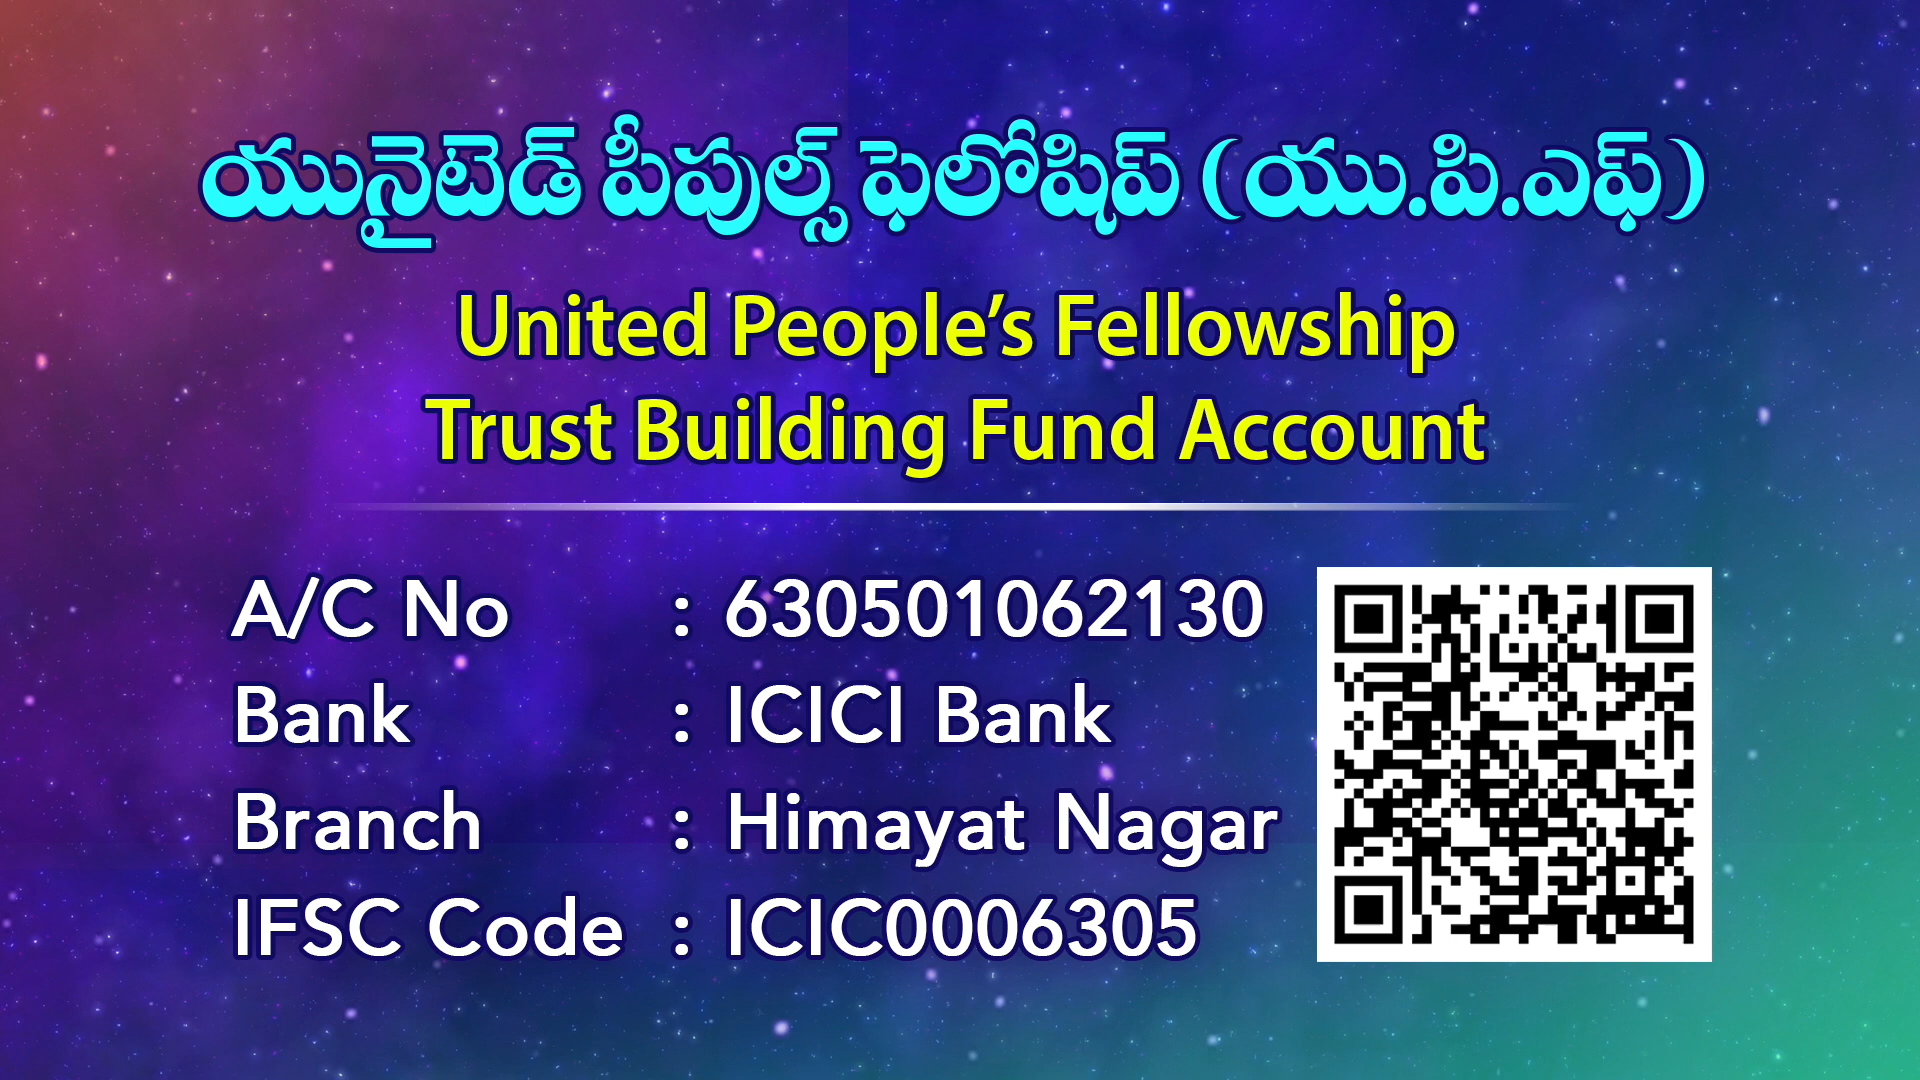 యునైటెడ్ పీపుల్స్ ఫెలోషిప్ (యు.పి.ఎఫ్)
United People’s Fellowship
Trust Building Fund Account
A/C No : 630501062130
Bank : ICICI Bank
Branch : Himayat Nagar
IFSC Code : ICIC0006305